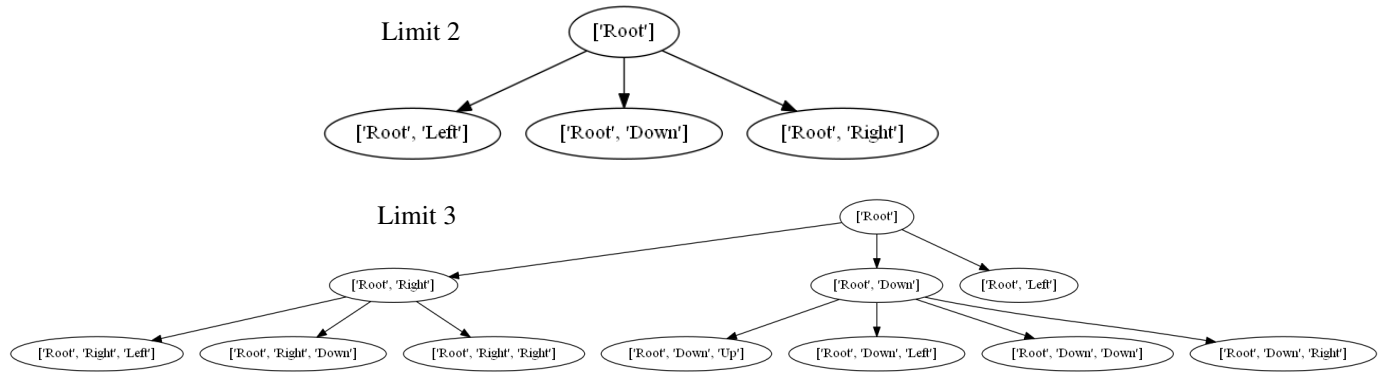 Limit 2
['Root']
['Root', 'Left'] ['Root', 'Down'] ['Root', 'Right']
Limit 3
['Root']
['Root', 'Right'] ['Root', 'Down'] ['Root', 'Left']
['Root', 'Right', 'Left'] ['Root', 'Right', 'Down'] ['Root', 'Right', 'Right'] ['Root', 'Down', 'Up'] ['Root', 'Down', 'Left'] ['Root', 'Down', 'Down'] ['Root', 'Down', 'Right']